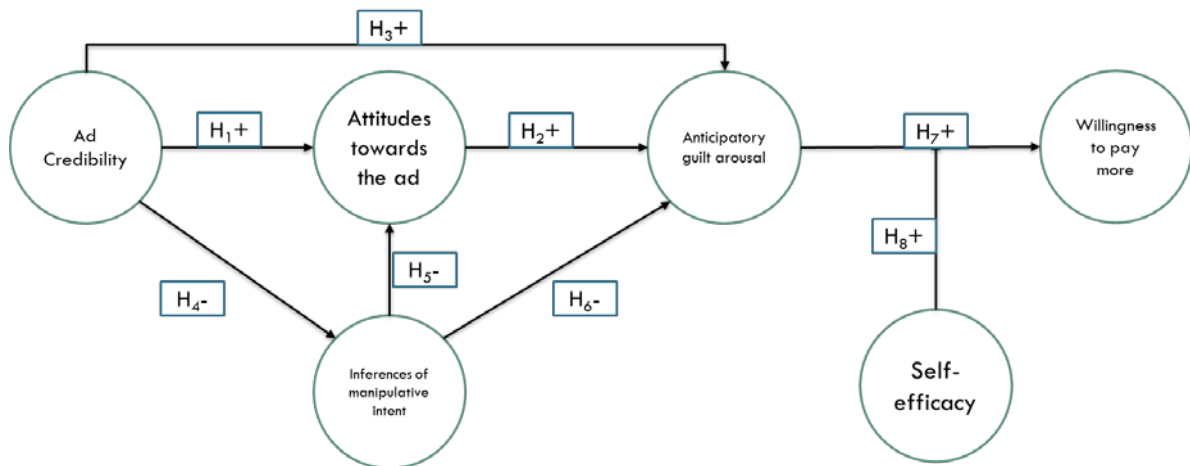 H₃+
Ad
Credibility
H₁+
Attitudes
towards
the ad
H₂+
Anticipatory
guilt arousal
H₇+
Willingness
to pay
more
H₄-
H₅-
H₆-
H₈+
Inferences of
manipulative
intent
Self-
efficacy